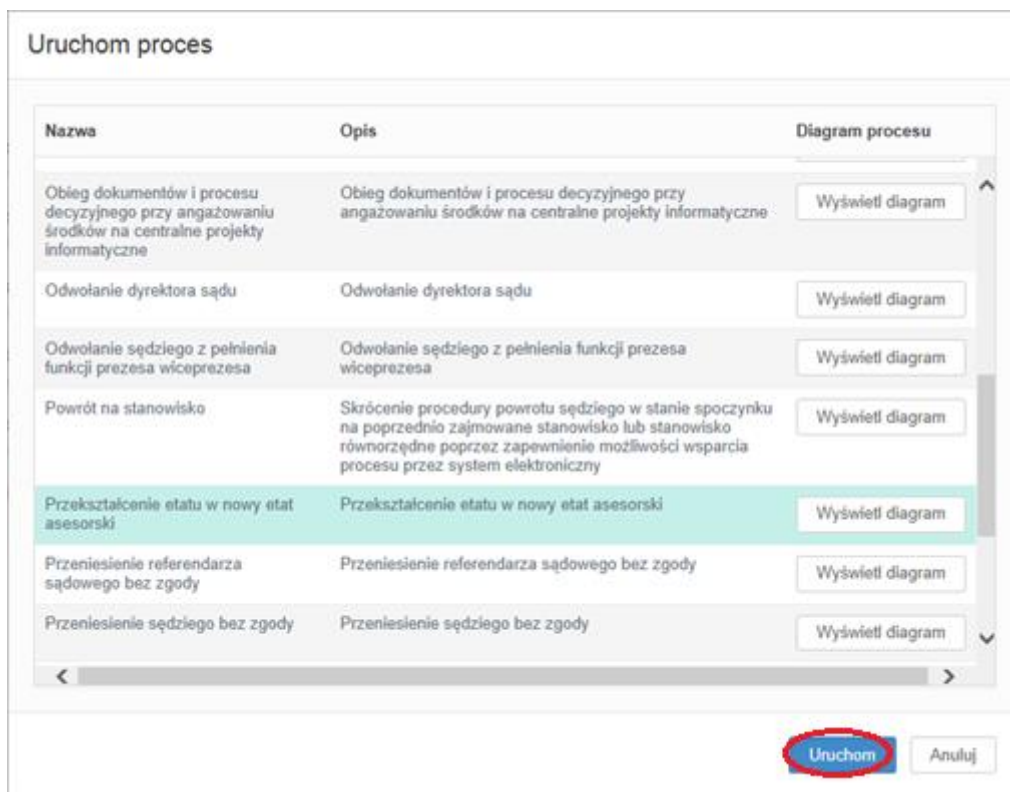 Uruchom proces
Nazwa Opis Diagram procesu
Obieg dokumentów i procesu
decyzyjnego przy angażowaniu
środków na centralne projekty
informatyczne
Obieg dokumentów i procesu decyzyjnego przy
angażowaniu środków na centralne projekty informatyczne
Wyświetl diagram
Odwołanie dyrektora sądu
Odwołanie dyrektora sądu
Wyświetl diagram
Odwołanie sędziego z pełnienia
funkcji prezesa wiceprezesa
Odwołanie sędziego z pełnienia funkcji prezesa
wiceprezesa
Wyświetl diagram
Powrót na stanowisko
Skrócenie procedury powrotu sędziego w stanie spoczynku
na poprzednio zajmowane stanowisko lub stanowisko
równorzędne poprzez zapewnienie możliwości wsparcia
procesu przez system elektroniczny
Wyświetl diagram
Przekształcenie etatu w nowy etat
asesorski
Przekształcenie etatu w nowy etat asesorski
Wyświetl diagram
Przeniesienie referendarza
sądowego bez zgody
Przeniesienie referendarza sądowego bez zgody
Wyświetl diagram
Przeniesienie sędziego bez zgody
Przeniesienie sędziego bez zgody
Wyświetl diagram
Uruchom Anuluj